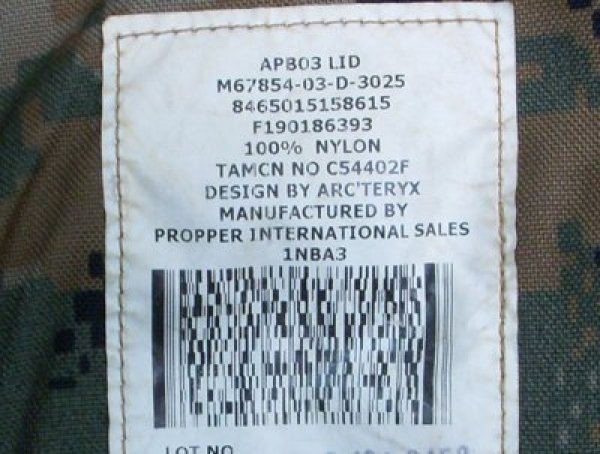 APB03 LID
M67854-03-D-3025
8465015158615
F190186393
100% NYLON
TAMCN NO C54402F
DESIGN BY ARC'TERYX
MANUFACTURED BY
PROPPER INTERNATIONAL SALES
1NBA3
LOT NO